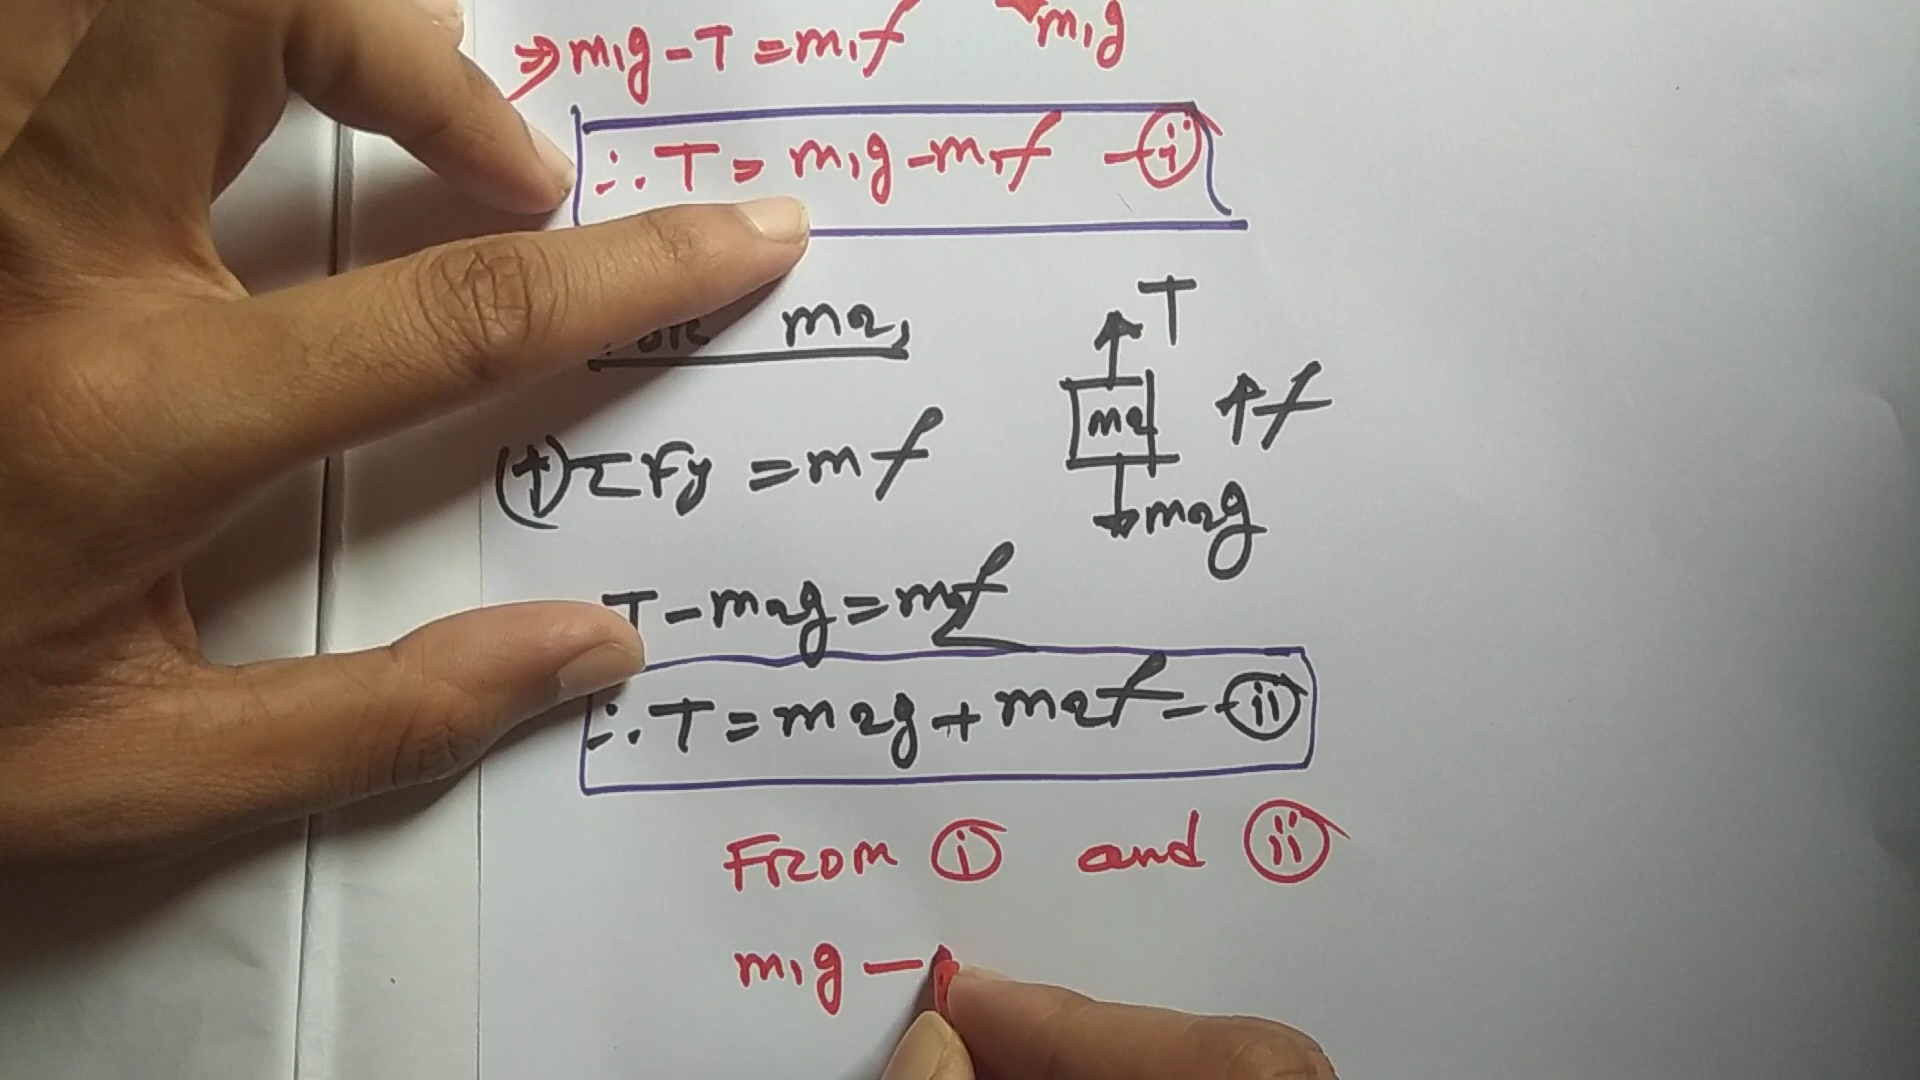 ⇒ m₁g - T = m₁f
m₁g
∴ T = m₁g - m₁f - (i)
m₂,
T
m₂
↑f
(↑) ΣFy = mf
m₂g
T - m₂g = m₂f
∴ T = m₂g + m₂f - (ii)
From (i) and (ii)
m₁g -